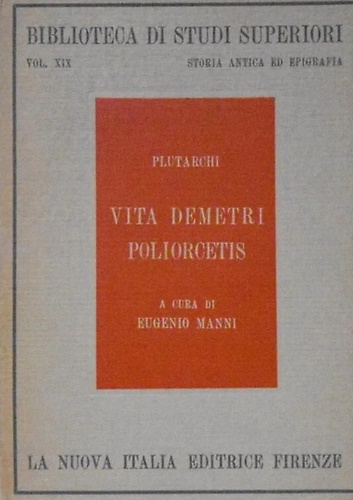 BIBLIOTECA DI STUDI SUPERIORI
VOL. XIX STORIA ANTICA ED EPIGRAFIA
PLUTARCHI
VITA DEMETRI
POLIORCETIS
A CURA DI
EUGENIO MANNI
LA NUOVA ITALIA EDITRICE FIRENZE